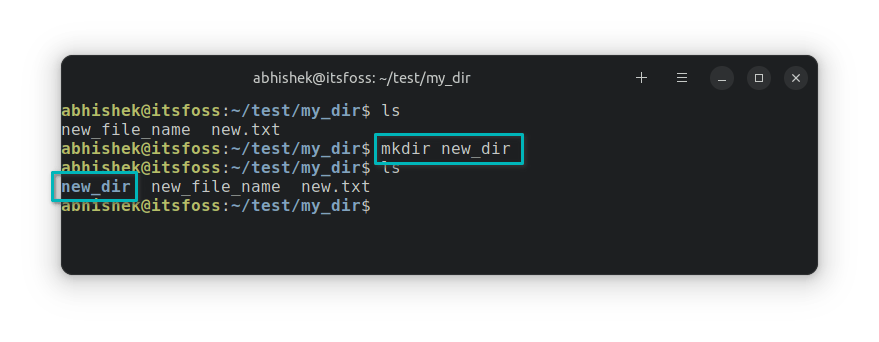 abhishek@itsfoss: ~/test/my_dir
abhishek@itsfoss:~/test/my_dir$ ls
new_file_name  new.txt
abhishek@itsfoss:~/test/my_dir$ mkdir new_dir
abhishek@itsfoss:~/test/my_dir$ ls
new_dir  new_file_name  new.txt
abhishek@itsfoss:~/test/my_dir$